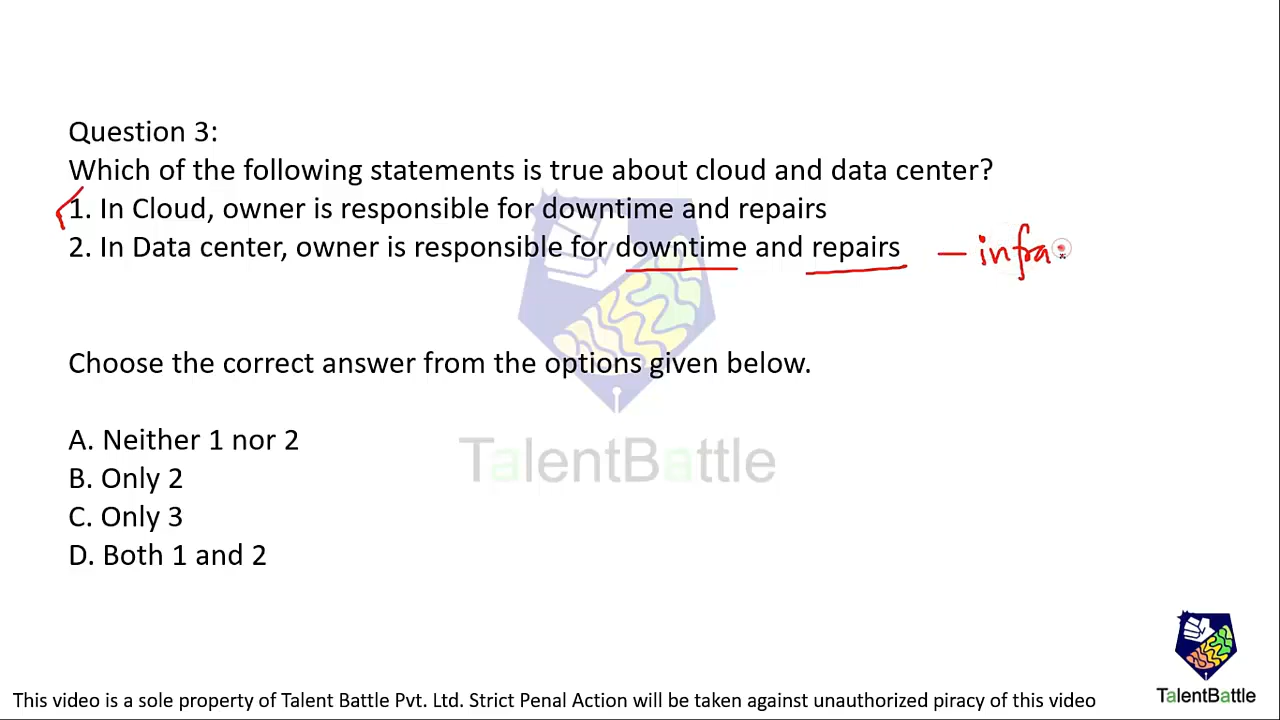 Question 3:
Which of the following statements is true about cloud and data center?
1. In Cloud, owner is responsible for downtime and repairs
2. In Data center, owner is responsible for downtime and repairs – infra
Choose the correct answer from the options given below.
A. Neither 1 nor 2
TalentBattle
B. Only 2
C. Only 3
D. Both 1 and 2
TalentBattle
This video is a sole property of Talent Battle Pvt. Ltd. Strict Penal Action will be taken against unauthorized piracy of this video